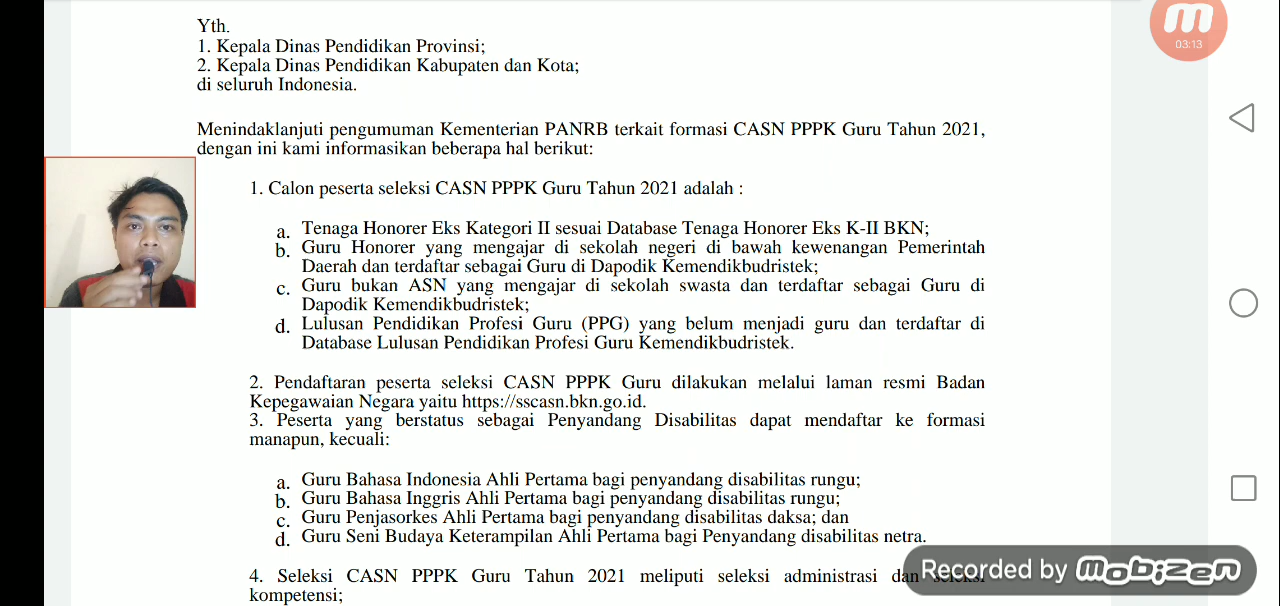 Yth.
1. Kepala Dinas Pendidikan Provinsi;
2. Kepala Dinas Pendidikan Kabupaten dan Kota;
di seluruh Indonesia.
Menindaklanjuti pengumuman Kementerian PANRB terkait formasi CASN PPPK Guru Tahun 2021,
dengan ini kami informasikan beberapa hal berikut:
1. Calon peserta seleksi CASN PPPK Guru Tahun 2021 adalah :
a. Tenaga Honorer Eks Kategori II sesuai Database Tenaga Honorer Eks K-II BKN;
b. Guru Honorer yang mengajar di sekolah negeri di bawah kewenangan Pemerintah
Daerah dan terdaftar sebagai Guru di Dapodik Kemendikbudristek;
c. Guru bukan ASN yang mengajar di sekolah swasta dan terdaftar sebagai Guru di
Dapodik Kemendikbudristek;
d. Lulusan Pendidikan Profesi Guru (PPG) yang belum menjadi guru dan terdaftar di
Database Lulusan Pendidikan Profesi Guru Kemendikbudristek.
2. Pendaftaran peserta seleksi CASN PPPK Guru dilakukan melalui laman resmi Badan
Kepegawaian Negara yaitu https://sscasn.bkn.go.id.
3. Peserta yang berstatus sebagai Penyandang Disabilitas dapat mendaftar ke formasi
manapun, kecuali:
a. Guru Bahasa Indonesia Ahli Pertama bagi penyandang disabilitas rungu;
b. Guru Bahasa Inggris Ahli Pertama bagi penyandang disabilitas rungu;
c. Guru Penjasorkes Ahli Pertama bagi penyandang disabilitas daksa; dan
d. Guru Seni Budaya Keterampilan Ahli Pertama bagi Penyandang disabilitas netra.
4. Seleksi CASN PPPK Guru Tahun 2021 meliputi seleksi administrasi dan seleksi
kompetensi;
03:13
Recorded by Mobizen